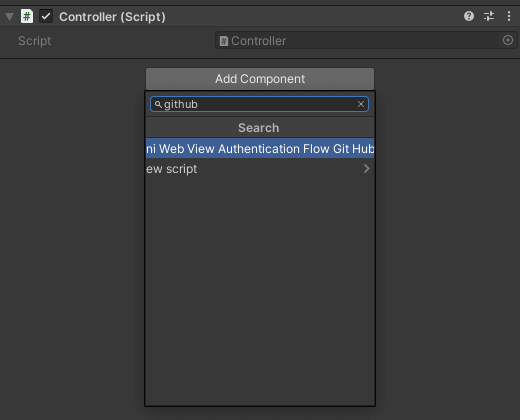 Controller (Script)
Script
Controller
Add Component
github
Search
ni Web View Authentication Flow Git Hub
ew script